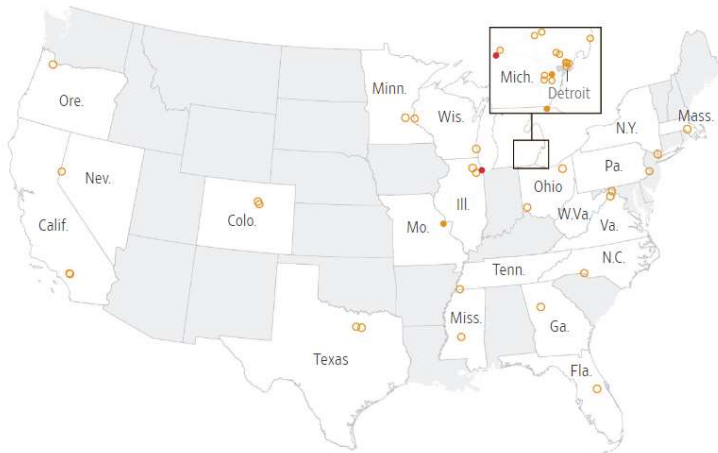 Minn.
Mich.
Detroit
Ore.
Wis.
Mass.
N.Y.
Nev.
Pa.
Ohio
Ill.
Calif.
Colo.
W.Va.
Va.
Mo.
N.C.
Tenn.
Miss.
Ga.
Texas
Fla.